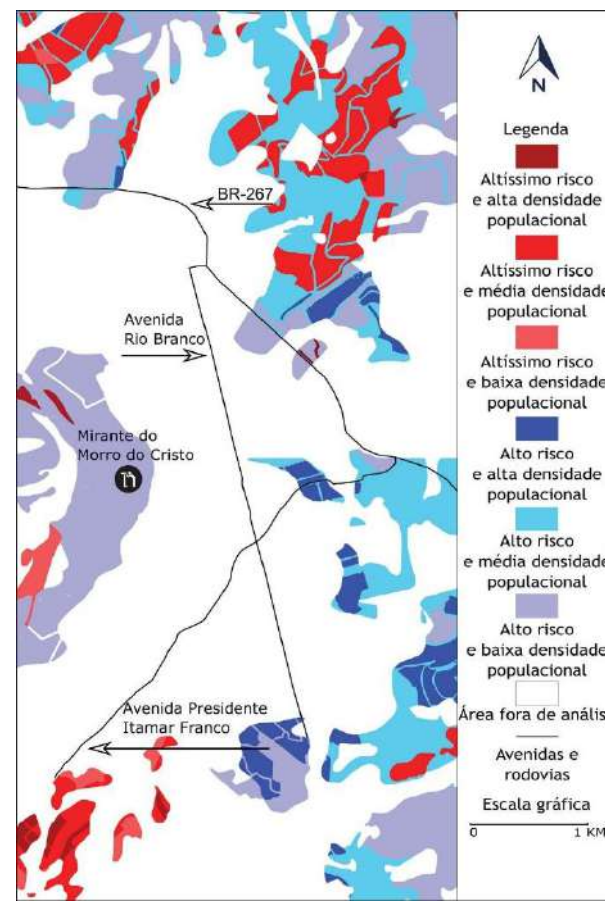 BR-267
Avenida
Rio Branco
Mirante do
Morro do Cristo
Avenida Presidente
Itamar Franco
N
Legenda
Altíssimo risco
e alta densidade
populacional
Altíssimo risco
e média densidade
populacional
Altíssimo risco
e baixa densidade
populacional
Alto risco
e alta densidade
populacional
Alto risco
e média densidade
populacional
Alto risco
e baixa densidade
populacional
Área fora de anális
Avenidas e
rodovias
Escala gráfica
0 1 KM